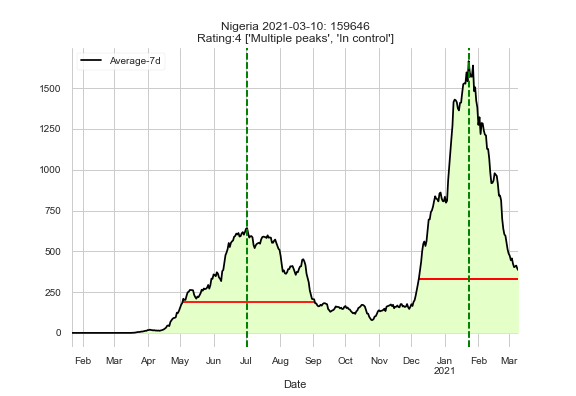 Nigeria 2021-03-10: 159646
Rating:4 ['Multiple peaks', 'In control']
Average-7d
1500
1250
1000
750
500
250
0
Feb Mar Apr May Jun Jul Aug Sep Oct Nov Dec Jan Feb Mar
2021
Date